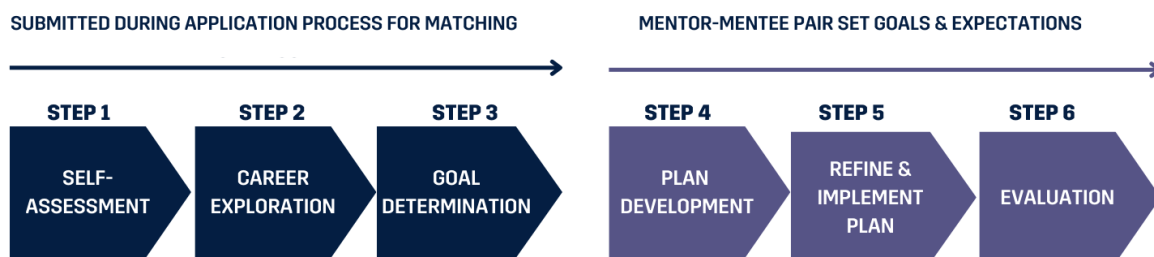 SUBMITTED DURING APPLICATION PROCESS FOR MATCHING
MENTOR-MENTEE PAIR SET GOALS & EXPECTATIONS
STEP 1
SELF-
ASSESSMENT
STEP 2
CAREER
EXPLORATION
STEP 3
GOAL
DETERMINATION
STEP 4
PLAN
DEVELOPMENT
STEP 5
REFINE &
IMPLEMENT
PLAN
STEP 6
EVALUATION